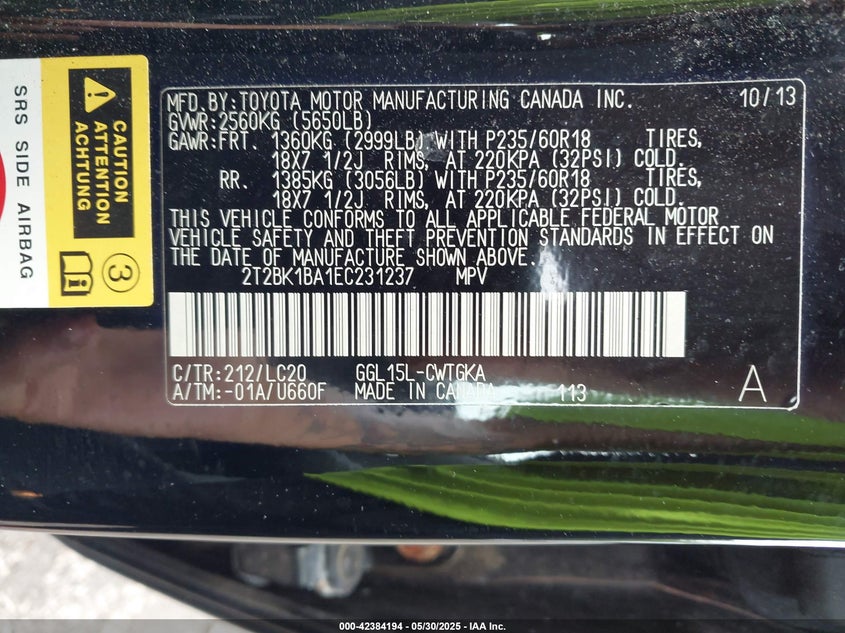 SRS SIDE AIRBAG
CAUTION
ATTENTION
ACHTUNG
3
MFD.BY:TOYOTA MOTOR MANUFACTURING CANADA INC. 10/13
GVWR:2560KG (5650LB)
GAWR:FRT. 1360KG (2999LB) WITH P235/60R18 TIRES,
18X7 1/2J RIMS, AT 220KPA (32PSI) COLD.
RR. 1385KG (3056LB) WITH P235/60R18 TIRES,
18X7 1/2J RIMS, AT 220KPA (32PSI) COLD.
THIS VEHICLE CONFORMS TO ALL APPLICABLE FEDERAL MOTOR
VEHICLE SAFETY AND THEFT PREVENTION STANDARDS IN EFFECT ON
THE DATE OF MANUFACTURE SHOWN ABOVE.
2T2BK1BA1EC231237 MPV
C/TR:212/LC20 GGL15L-CWTGKA
A/TM:-01A/U660F MADE IN CANADA 113 A
000-42384194 - 05/30/2025 - IAA Inc.